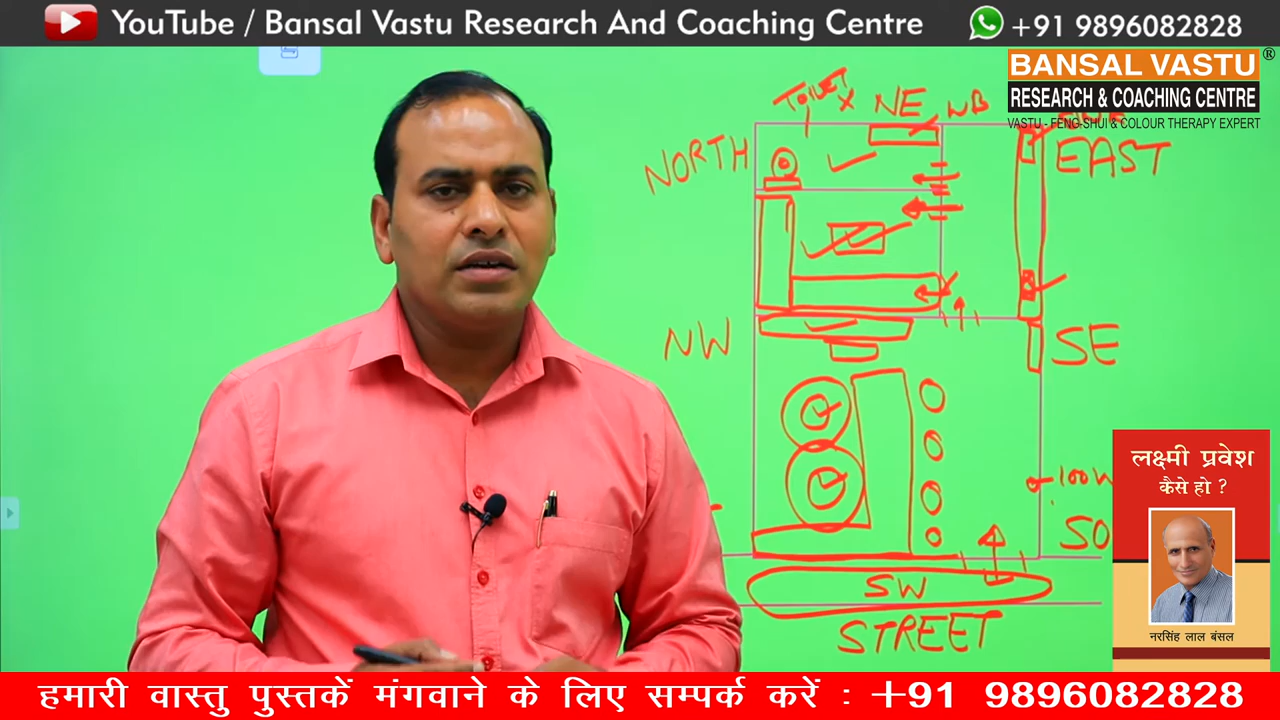 YouTube / Bansal Vastu Research And Coaching Centre
+91 9896082828
BANSAL VASTU®
RESEARCH & COACHING CENTRE
VASTU - FENG-SHUI & COLOUR THERAPY EXPERT
TOILET
NE
WB
NORTH
EAST
NW
SE
100W
SO
SW
STREET
लक्ष्मी प्रवेश
कैसे हो ?
नरसिंह लाल बंसल
हमारी वास्तु पुस्तकें मंगवाने के लिए सम्पर्क करें : +91 9896082828